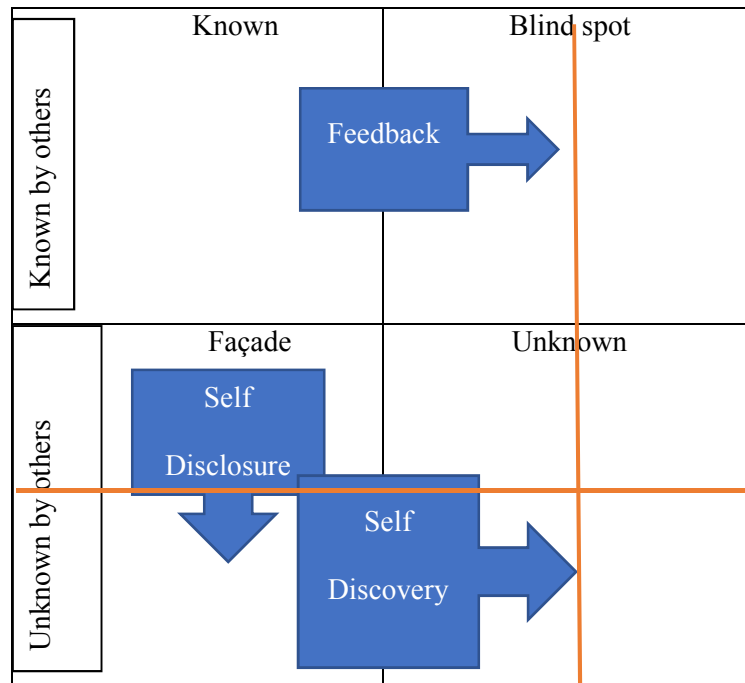 Known
Blind spot
Known by others
Feedback
Façade
Unknown
Unknown by others
Self
Disclosure
Self
Discovery